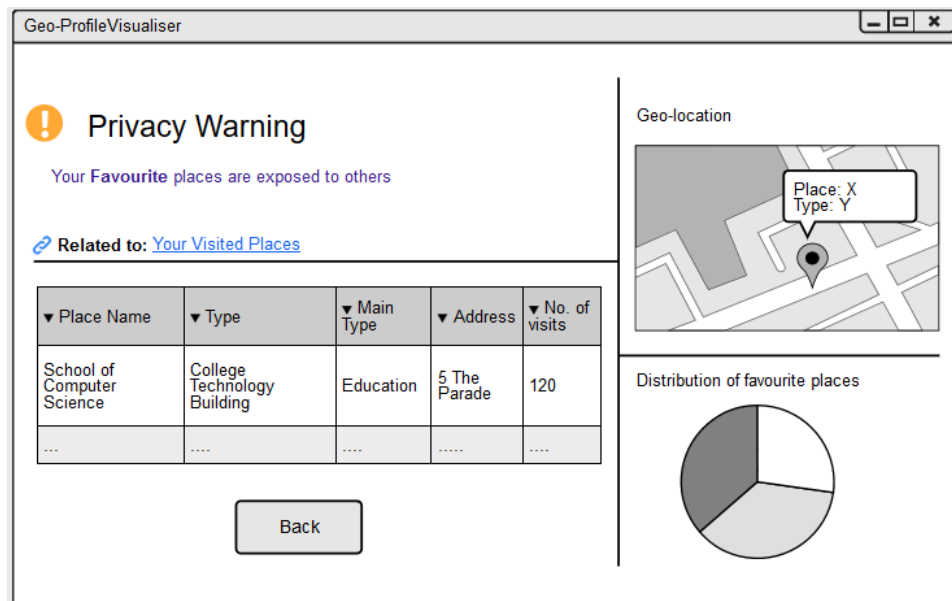 Geo-ProfileVisualiser
Privacy Warning
Your Favourite places are exposed to others
Related to: Your Visited Places
▼ Place Name ▼ Type ▼ Main Type ▼ Address ▼ No. of visits
School of Computer Science College Technology Building Education 5 The Parade 120
... .... .... ..... ....
Back
Geo-location
Place: X
Type: Y
Distribution of favourite places